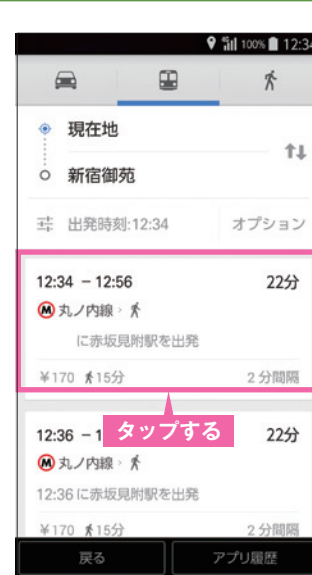 100% 12:34
現在地
新宿御苑
出発時刻:12:34 オプション
12:34 – 12:56 22分
M 丸ノ内線 ›
に赤坂見附駅を出発
¥170 15分 2分間隔
タップする
12:36 – 1 22分
M 丸ノ内線 ›
12:36 に赤坂見附駅を出発
¥170 15分 2分間隔
戻る アプリ履歴